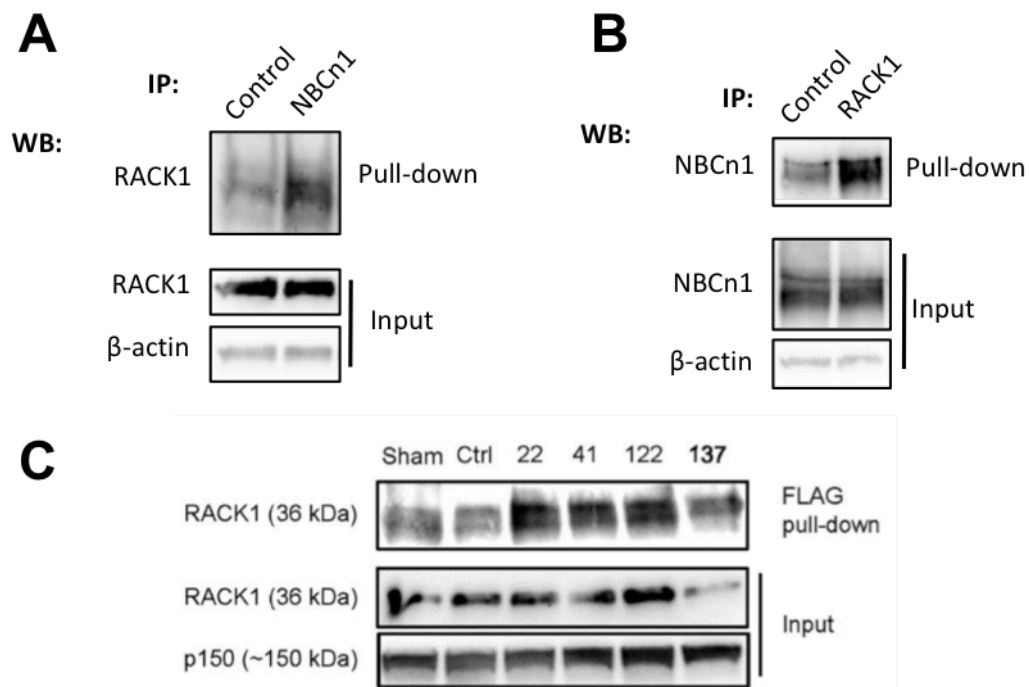 A
IP:
Control
NBCn1
WB:
RACK1
Pull-down
RACK1
β-actin
Input
B
IP:
Control
RACK1
WB:
NBCn1
Pull-down
NBCn1
β-actin
Input
C
Sham Ctrl 22 41 122 137
RACK1 (36 kDa)
FLAG
pull-down
RACK1 (36 kDa)
p150 (~150 kDa)
Input